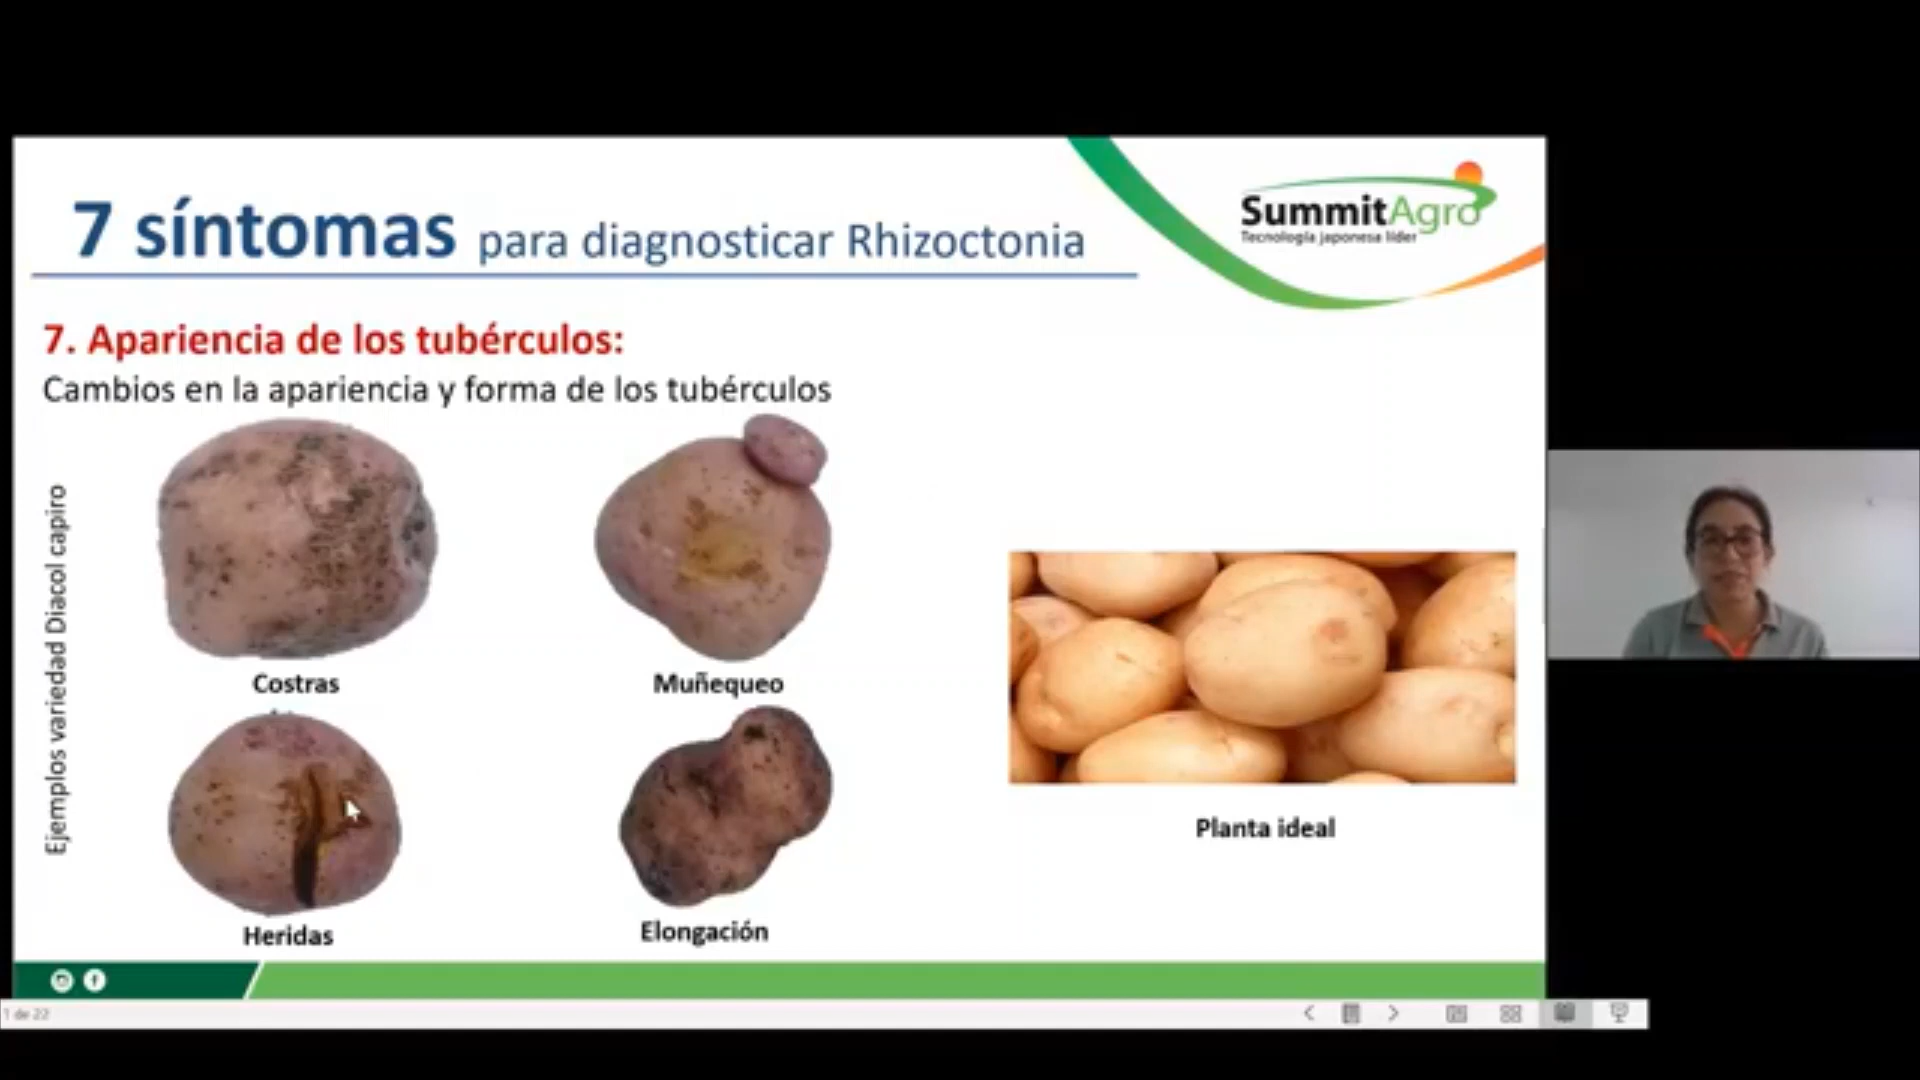 7 síntomas para diagnosticar Rhizoctonia
SummitAgro
Tecnología japonesa líder
7. Apariencia de los tubérculos:
Cambios en la apariencia y forma de los tubérculos
Ejemplos variedad Diacol capiro
Costras
Muñequeo
Heridas
Elongación
Planta ideal
1 de 22